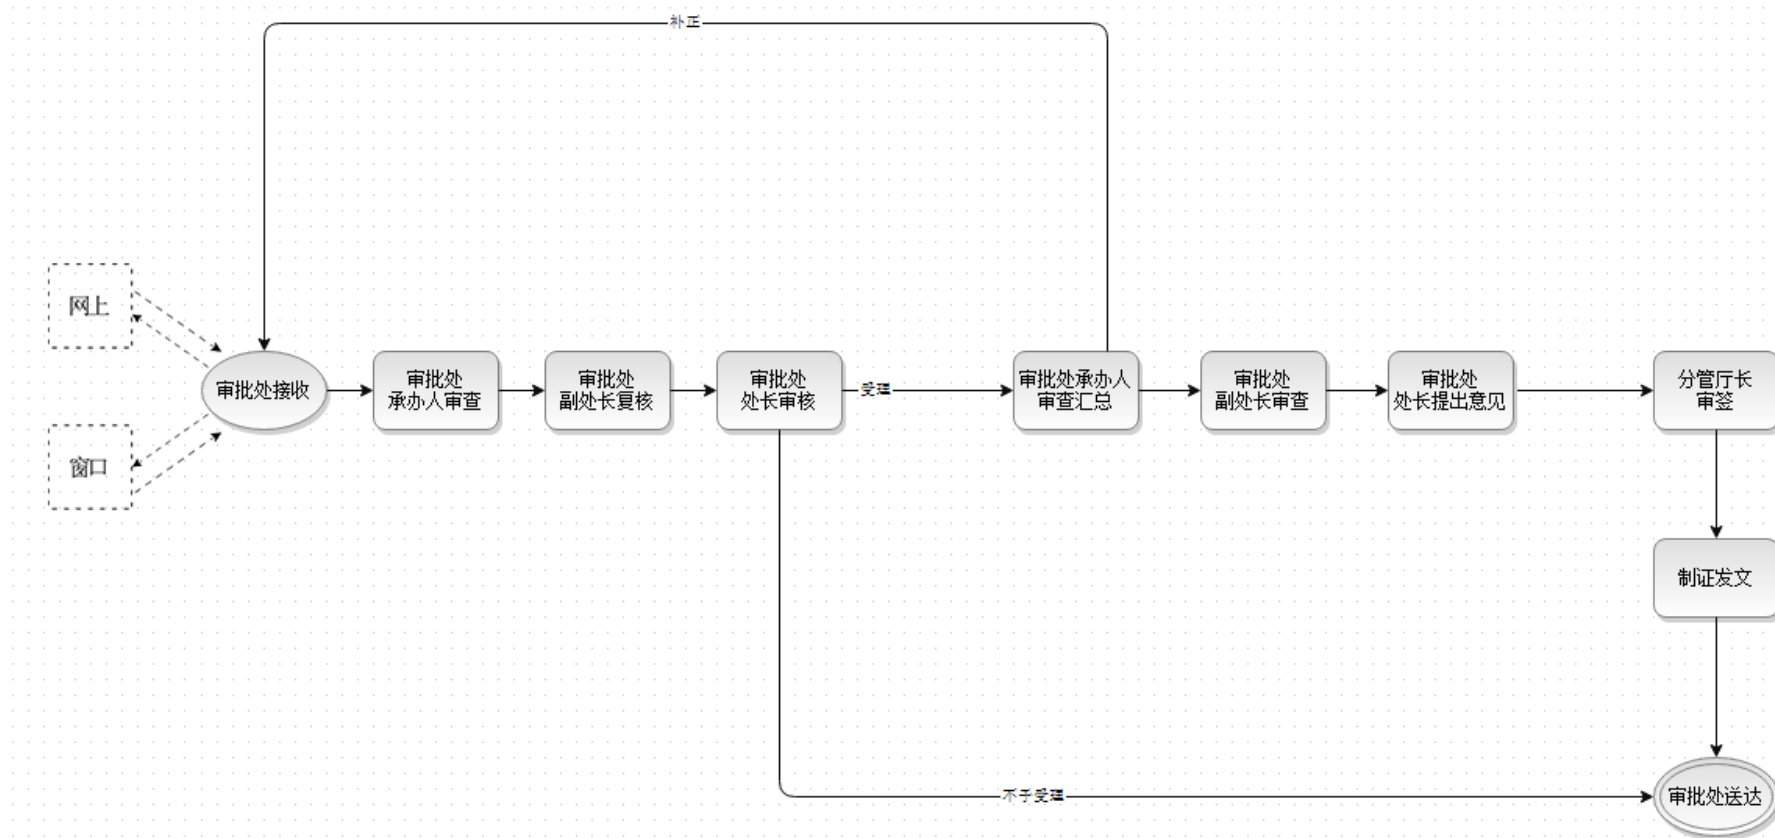 补正
网上
窗口
审批处接收
审批处
承办人审查
审批处
副处长复核
审批处
处长审核
受理
审批处承办人
审查汇总
审批处
副处长审查
审批处
处长提出意见
分管厅长
审签
制证发文
不予受理
审批处送达